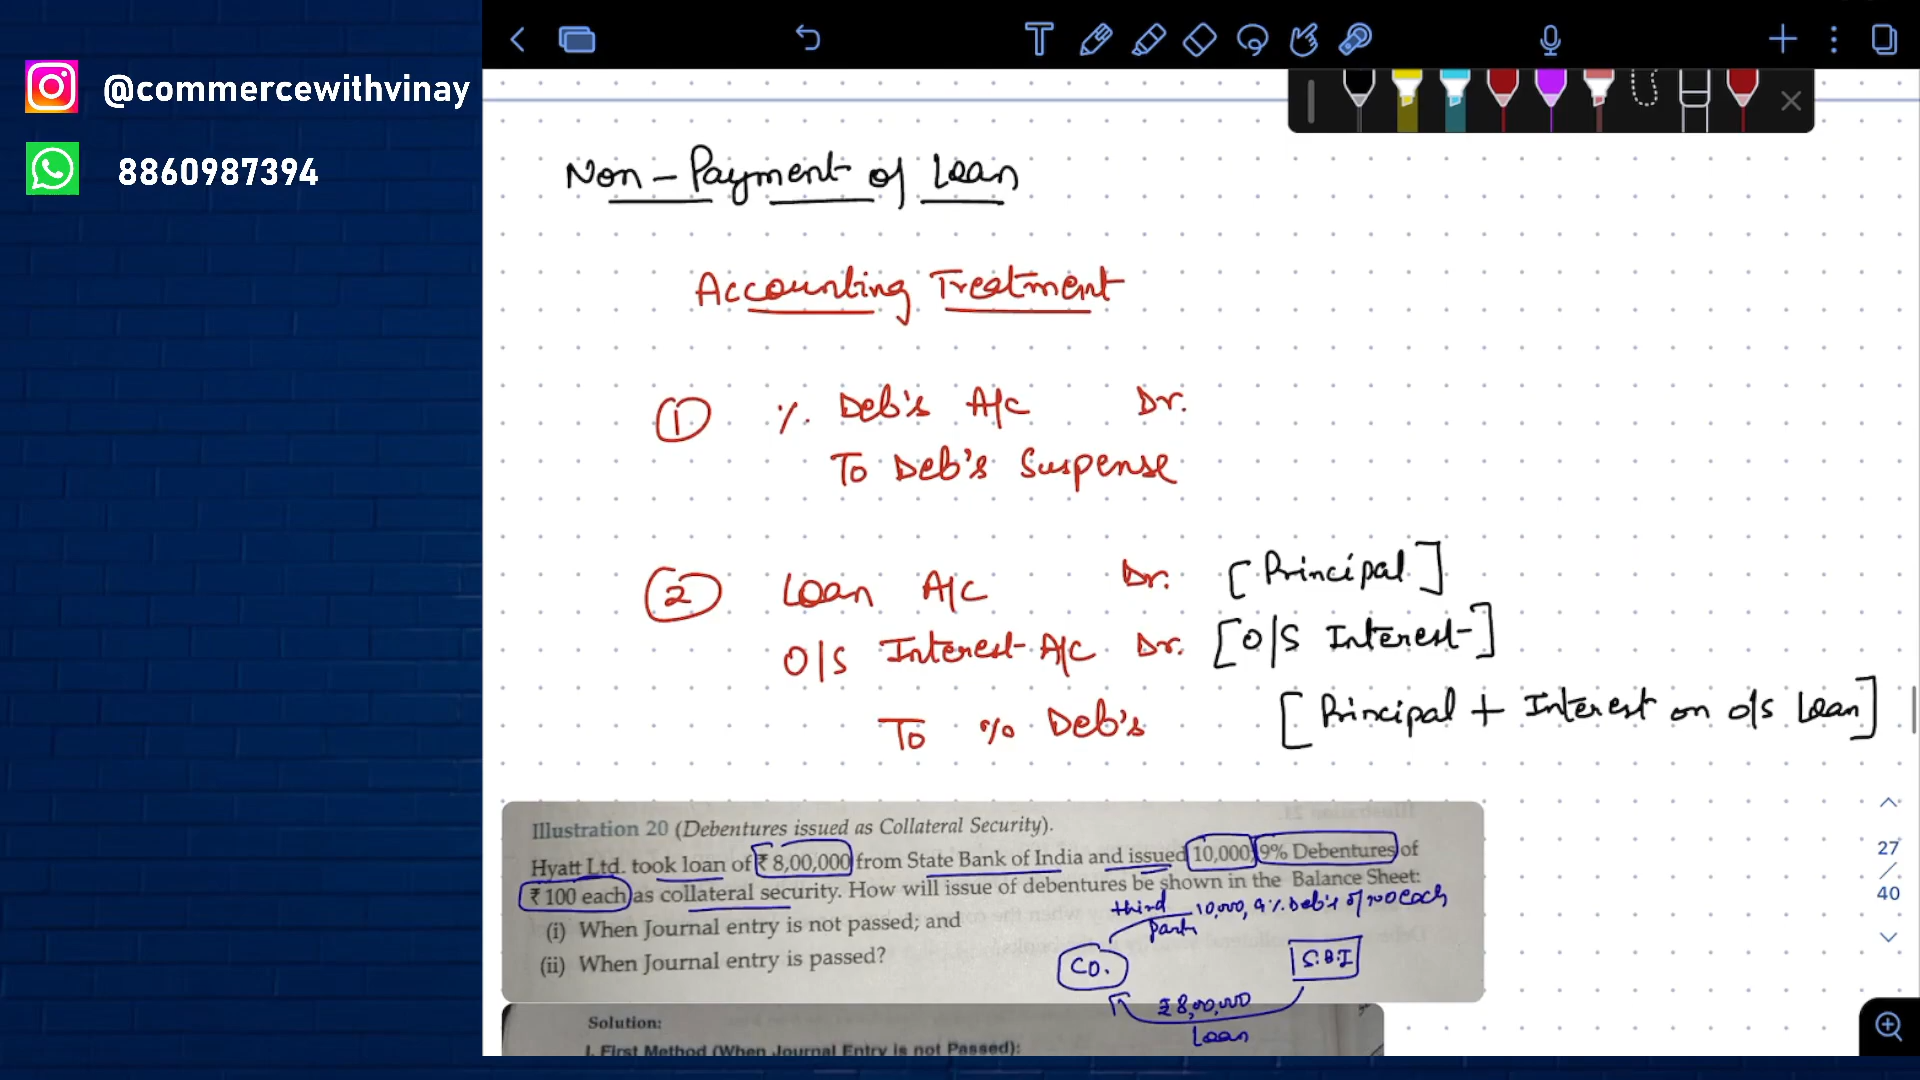 @commercewithvinay
8860987394
Non-Payment of Loan
Accounting Treatment
① % Deb's A/c Dr.
To Deb's Suspense
② Loan A/c Dr. [Principal]
O/S Interest A/c Dr. [O/S Interest]
To % Deb's [Principal + Interest on o/s Loan]
Illustration 20 (Debentures issued as Collateral Security).
Hyatt Ltd. took loan of ₹ 8,00,000 from State Bank of India and issued 10,000, 9% Debentures of
₹ 100 each as collateral security. How will issue of debentures be shown in the Balance Sheet:
(i) When Journal entry is not passed; and
(ii) When Journal entry is passed?
third 10,000, 9% Deb's of 100 each
party
CO. S.B.I
₹8,00,000
Loan
Solution:
I. First Method (When Journal Entry is not Passed):
27
/
40